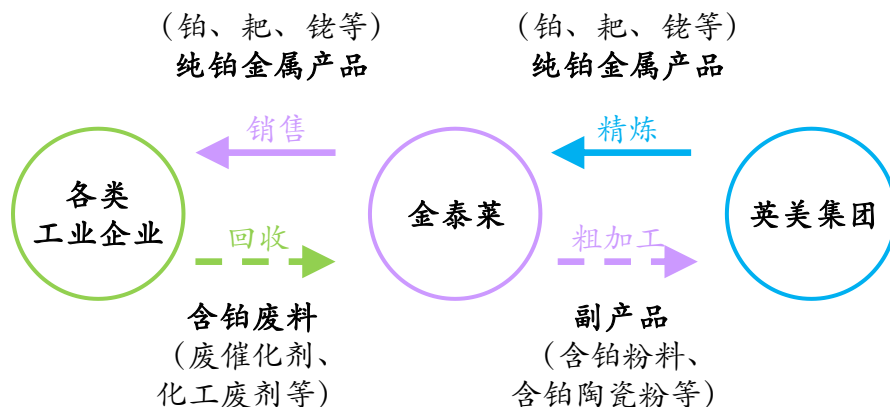 （铂、耙、铑等）
纯铂金属产品
（铂、耙、铑等）
纯铂金属产品
销售
精炼
各类
工业企业
金泰莱
英美集团
回收
粗加工
含铂废料
（废催化剂、
化工废剂等）
副产品
（含铂粉料、
含铂陶瓷粉等）